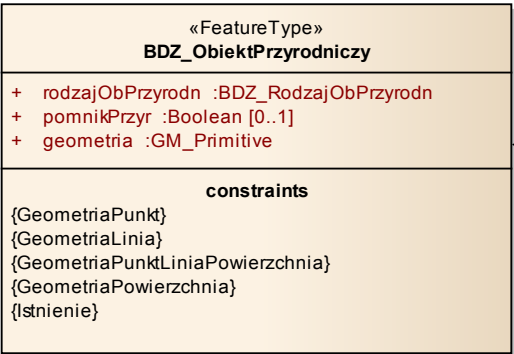 «FeatureType»
BDZ_ObiektPrzyrodniczy
+ rodzajObPrzyrodn :BDZ_RodzajObPrzyrodn
+ pomnikPrzyr :Boolean [0..1]
+ geometria :GM_Primitive
constraints
{GeometriaPunkt}
{GeometriaLinia}
{GeometriaPunktLiniaPowierzchnia}
{GeometriaPowierzchnia}
{Istnienie}